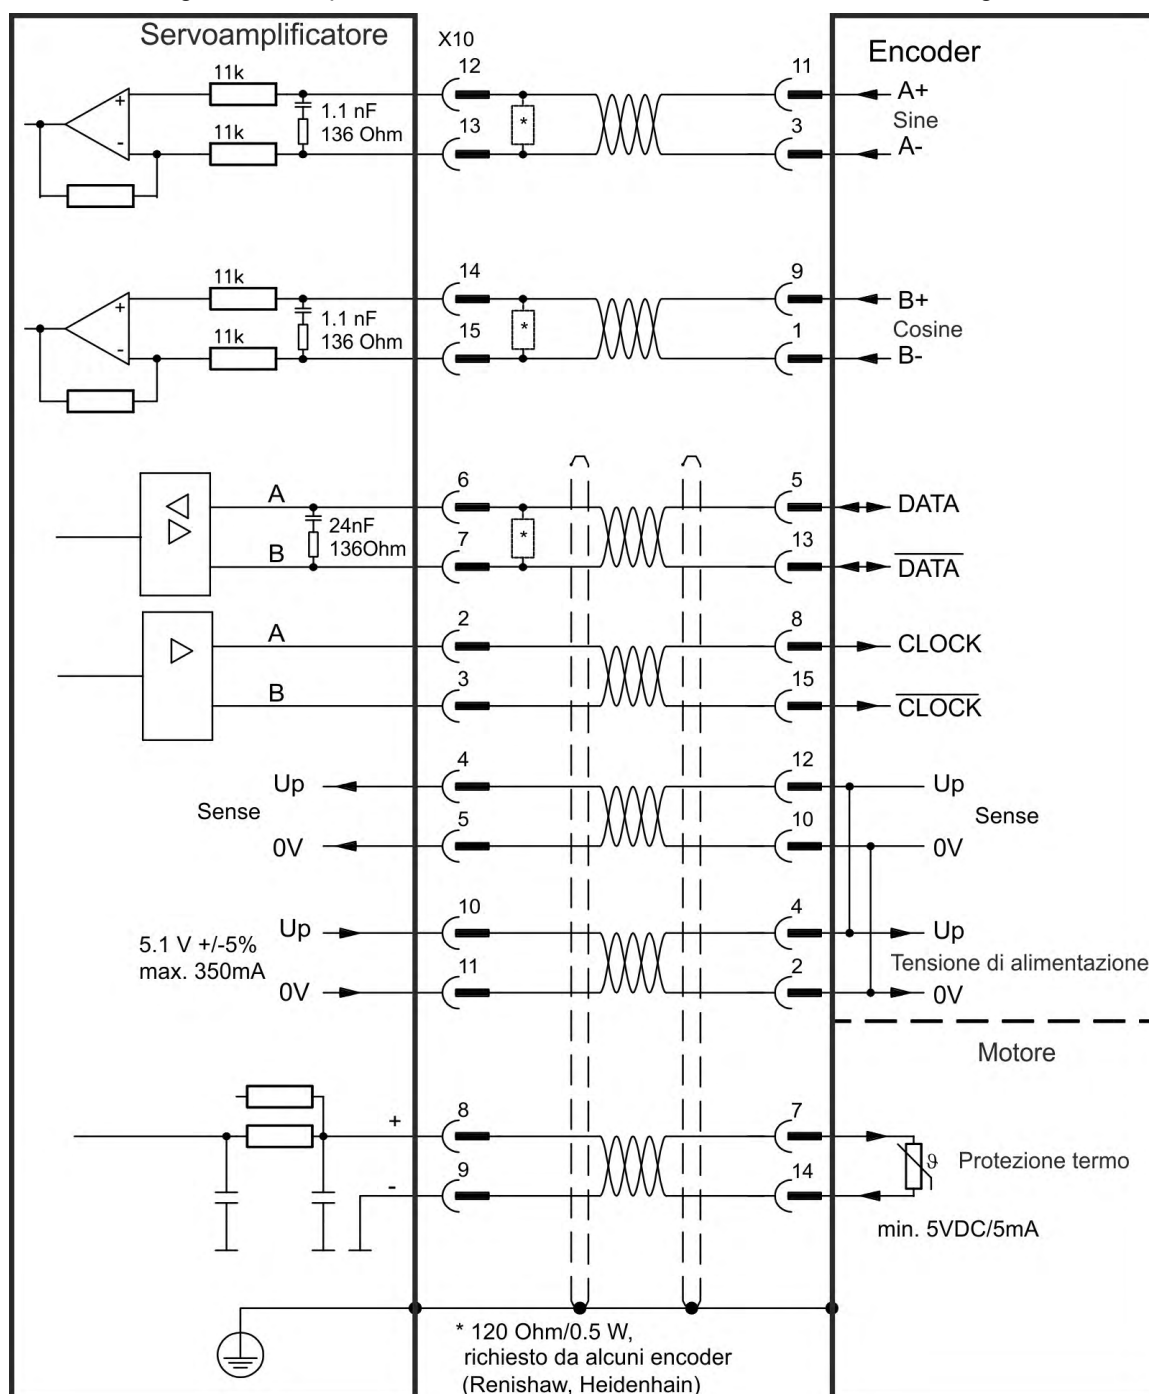 Servoamplificatore
X10
Encoder
11k
12
11
A+
1.1 nF
136 Ohm
*
Sine
11k
13
3
A-
+
-
11k
14
9
B+
1.1 nF
136 Ohm
*
Cosine
11k
15
1
B-
+
-
A
6
5
DATA
24nF
136Ohm
*
B
7
13
DATA
A
2
8
CLOCK
B
3
15
CLOCK
Up
4
12
Up
Sense
Sense
0V
5
10
0V
Up
10
4
Up
5.1 V +/-5%
max. 350mA
Tensione di alimentazione
0V
11
2
0V
Motore
+
8
7
ϑ
Protezione termo
-
9
14
min. 5VDC/5mA
* 120 Ohm/0.5 W,
richiesto da alcuni encoder
(Renishaw, Heidenhain)